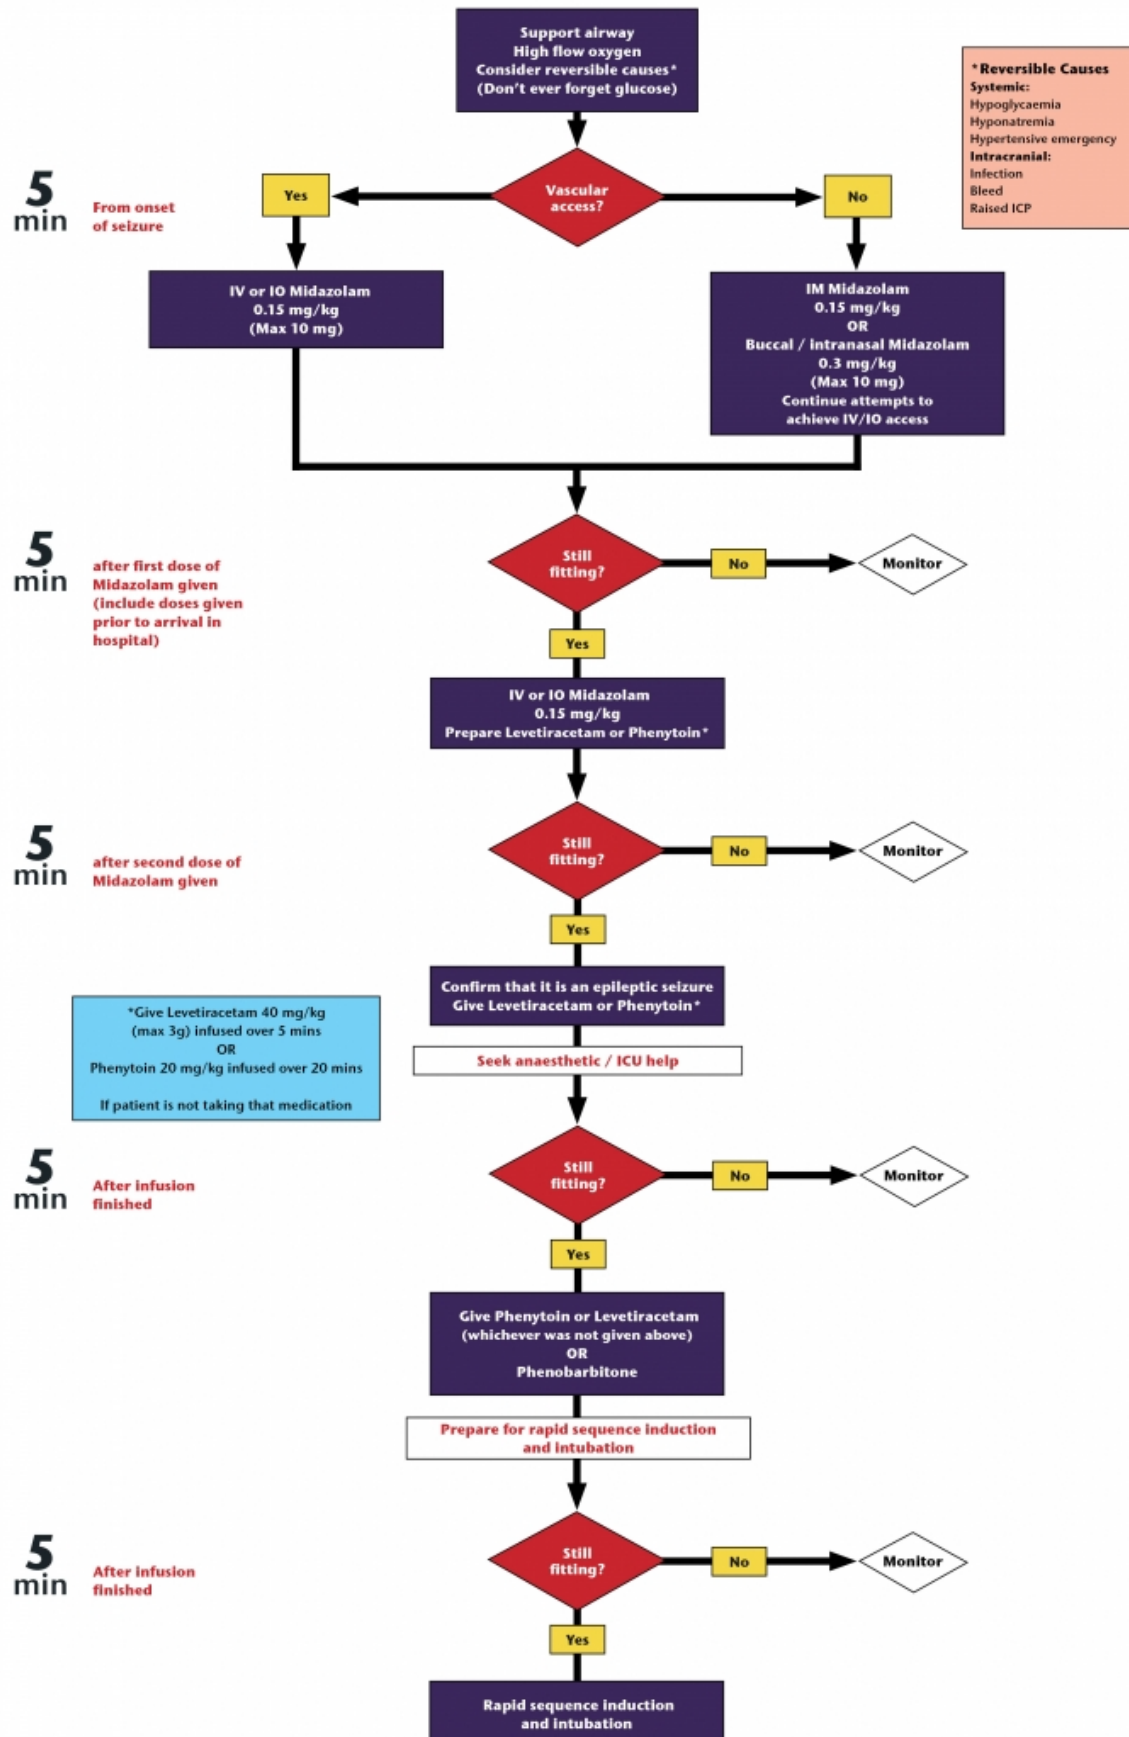 Support airway
High flow oxygen
Consider reversible causes*
(Don't ever forget glucose)
*Reversible Causes
Systemic:
Hypoglycaemia
Hyponatremia
Hypertensive emergency
Intracranial:
Infection
Bleed
Raised ICP
5
min
From onset
of seizure
Yes
Vascular
access?
No
IV or IO Midazolam
0.15 mg/kg
(Max 10 mg)
IM Midazolam
0.15 mg/kg
OR
Buccal / Intranasal Midazolam
0.3 mg/kg
(Max 10 mg)
Continue attempts to
achieve IV/IO access
5
min
after first dose of
Midazolam given
(include doses given
prior to arrival in
hospital)
Still
fitting?
No
Monitor
Yes
IV or IO Midazolam
0.15 mg/kg
Prepare Levetiracetam or Phenytoin*
5
min
after second dose of
Midazolam given
Still
fitting?
No
Monitor
Yes
Confirm that it is an epileptic seizure
Give Levetiracetam or Phenytoin*
*Give Levetiracetam 40 mg/kg
(max 3g) infused over 5 mins
OR
Phenytoin 20 mg/kg infused over 20 mins
If patient is not taking that medication
Seek anaesthetic / ICU help
5
min
After infusion
finished
Still
fitting?
No
Monitor
Yes
Give Phenytoin or Levetiracetam
(whichever was not given above)
OR
Phenobarbitone
Prepare for rapid sequence induction
and intubation
5
min
After infusion
finished
Still
fitting?
No
Monitor
Yes
Rapid sequence induction
and intubation